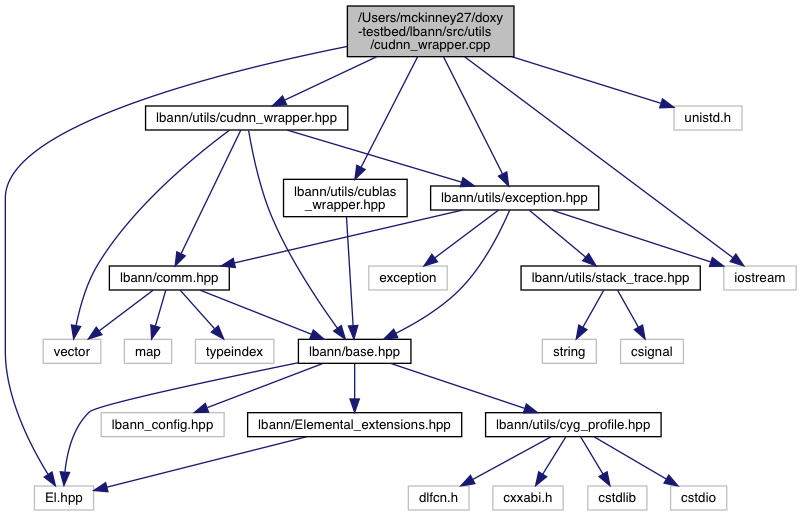 /Users/mckinney27/doxy
-testbed/lbann/src/utils
/cudnn_wrapper.cpp
lbann/utils/cudnn_wrapper.hpp
unistd.h
lbann/utils/cublas
_wrapper.hpp
lbann/utils/exception.hpp
lbann/comm.hpp
exception
lbann/utils/stack_trace.hpp
iostream
vector
map
typeindex
lbann/base.hpp
string
csignal
lbann_config.hpp
lbann/Elemental_extensions.hpp
lbann/utils/cyg_profile.hpp
El.hpp
dlfcn.h
cxxabi.h
cstdlib
cstdio